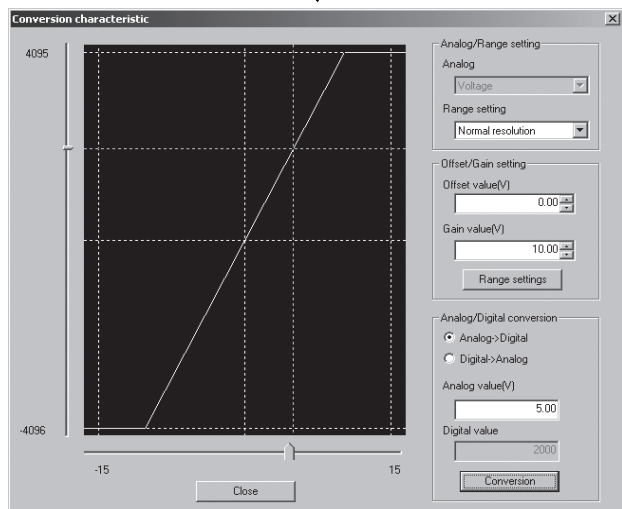 Conversion characteristic
4095
-4096
-15
15
Close
Analog/Range setting
Analog
Voltage
Range setting
Normal resolution
Offset/Gain setting
Offset value(V)
0.00
Gain value(V)
10.00
Range settings
Analog/Digital conversion
Analog->Digital
Digital->Analog
Analog value(V)
5.00
Digital value
2000
Conversion